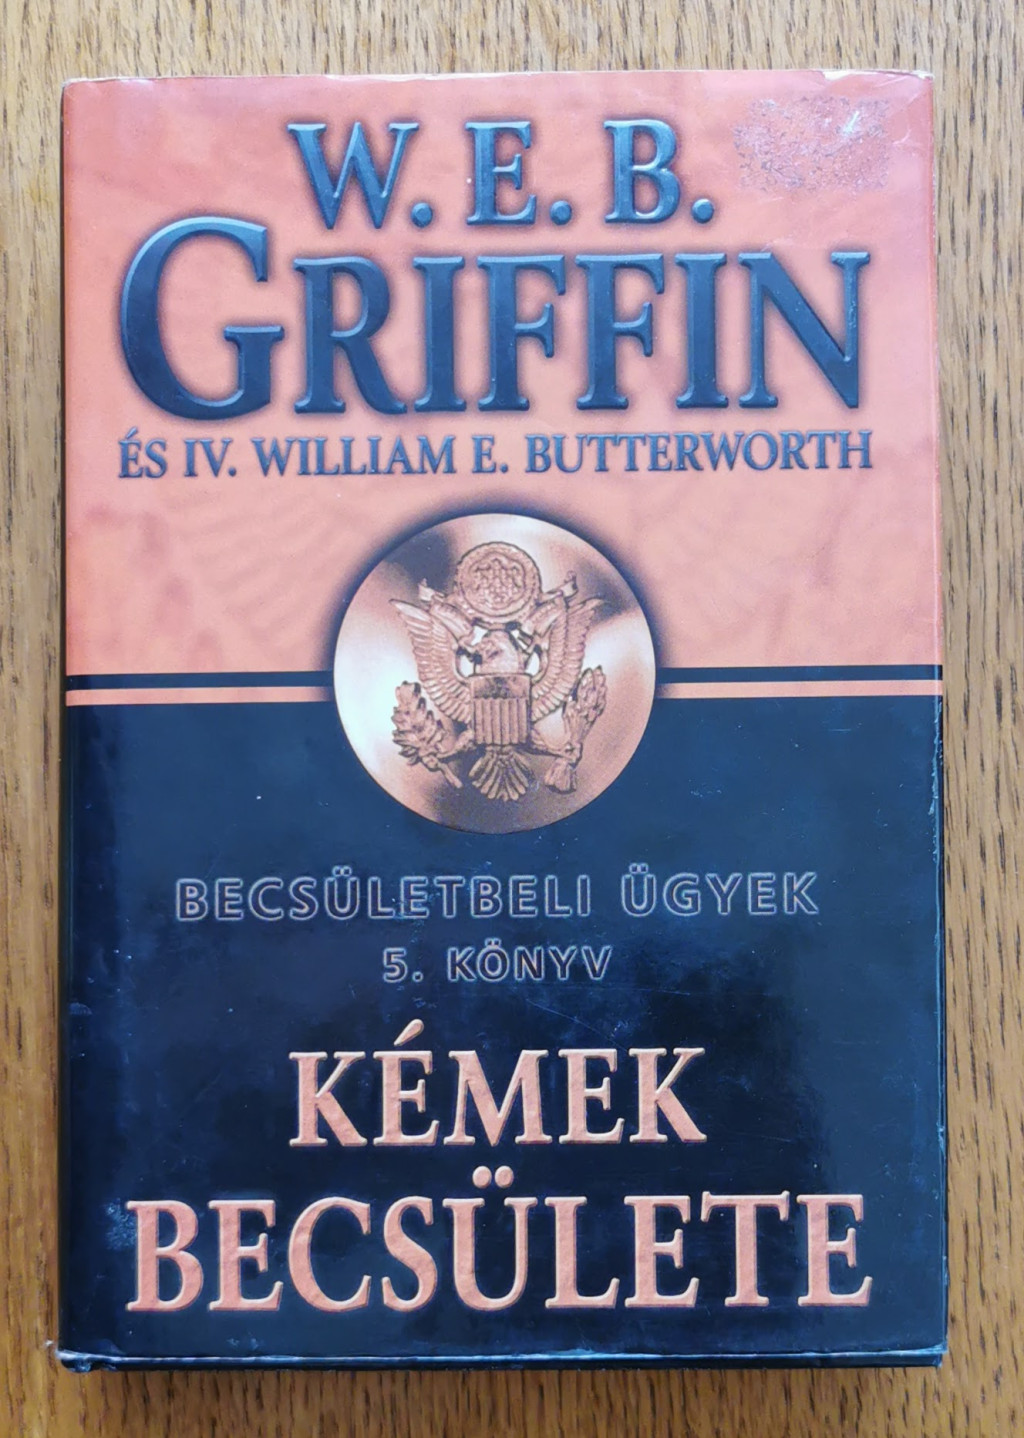 W. E. B.
GRIFFIN
ÉS IV. WILLIAM E. BUTTERWORTH
BECSÜLETBELI ÜGYEK
5. KÖNYV
KÉMEK
BECSÜLETE